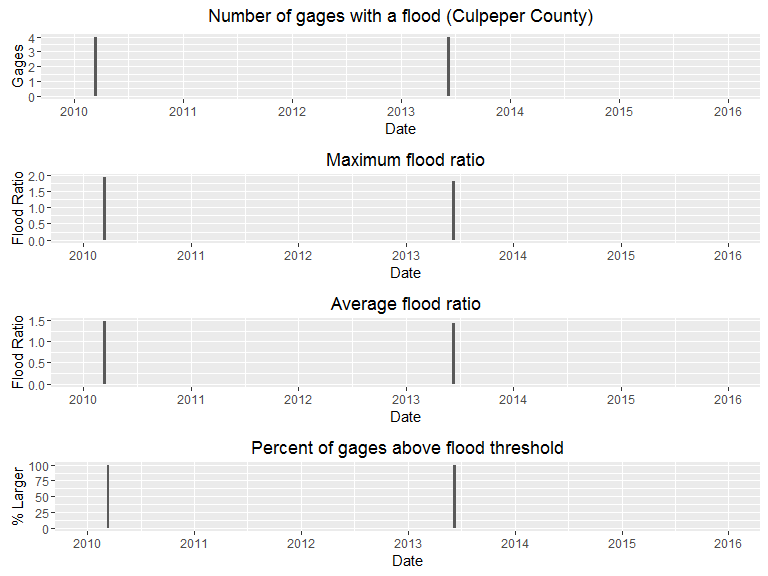 Number of gages with a flood (Culpeper County)
Gages
4
3
2
1
0
2010 2011 2012 2013 2014 2015 2016
Date
Maximum flood ratio
Flood Ratio
2.0
1.5
1.0
0.5
0.0
2010 2011 2012 2013 2014 2015 2016
Date
Average flood ratio
Flood Ratio
1.5
1.0
0.5
0.0
2010 2011 2012 2013 2014 2015 2016
Date
Percent of gages above flood threshold
% Larger
100
75
50
25
0
2010 2011 2012 2013 2014 2015 2016
Date